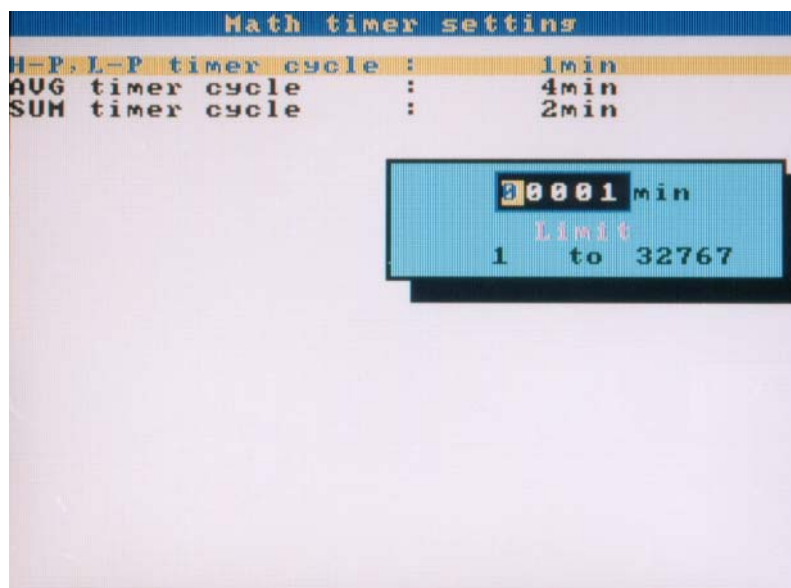 Math timer setting
H-P,L-P timer cycle : 1min
AVG timer cycle : 4min
SUM timer cycle : 2min
00001 min
Limit
1 to 32767